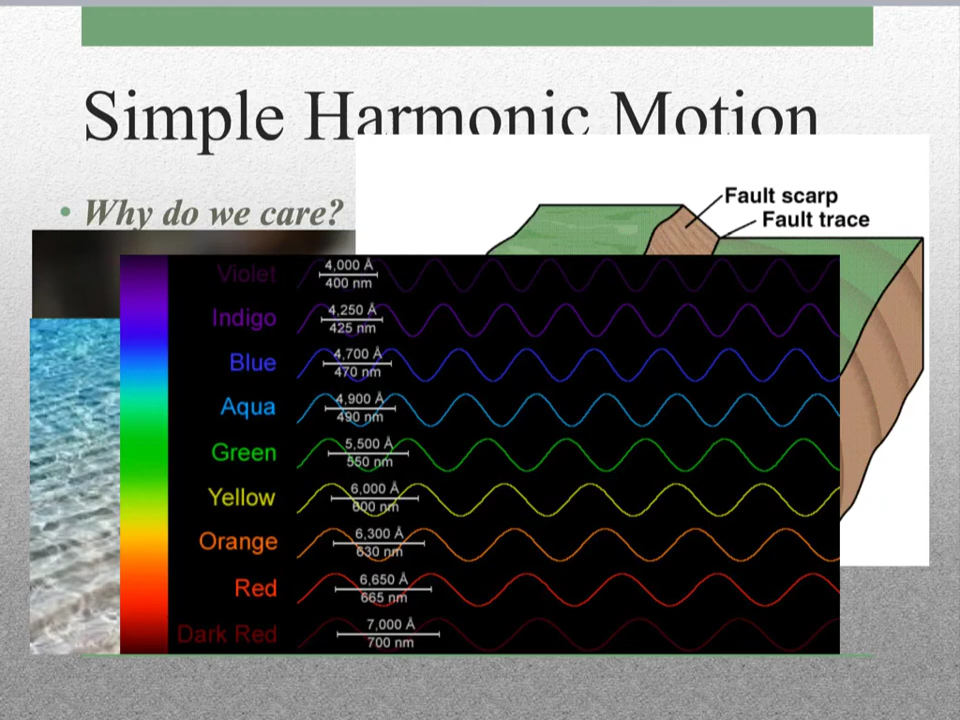 Simple Harmonic Motion
• Why do we care?
Fault scarp
Fault trace
Violet
4,000 Å
400 nm
Indigo
4,250 Å
425 nm
Blue
4,700 Å
470 nm
Aqua
4,900 Å
490 nm
Green
5,500 Å
550 nm
Yellow
6,000 Å
600 nm
Orange
6,300 Å
630 nm
Red
6,650 Å
665 nm
Dark Red
7,000 Å
700 nm